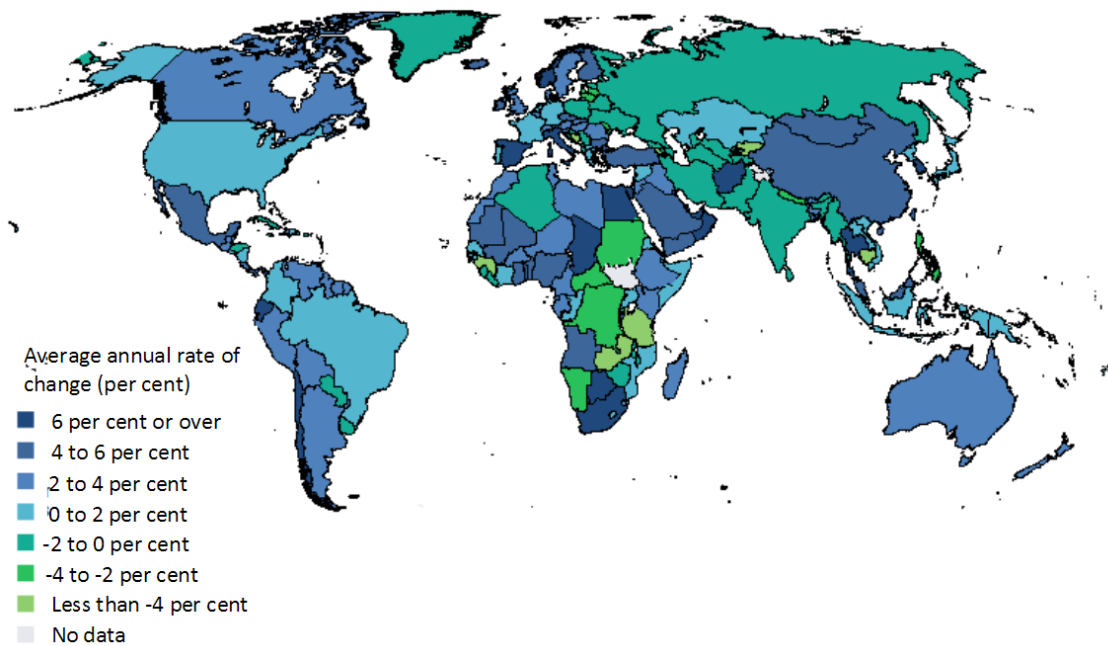 Average annual rate of
change (per cent)
6 per cent or over
4 to 6 per cent
2 to 4 per cent
0 to 2 per cent
-2 to 0 per cent
-4 to -2 per cent
Less than -4 per cent
No data